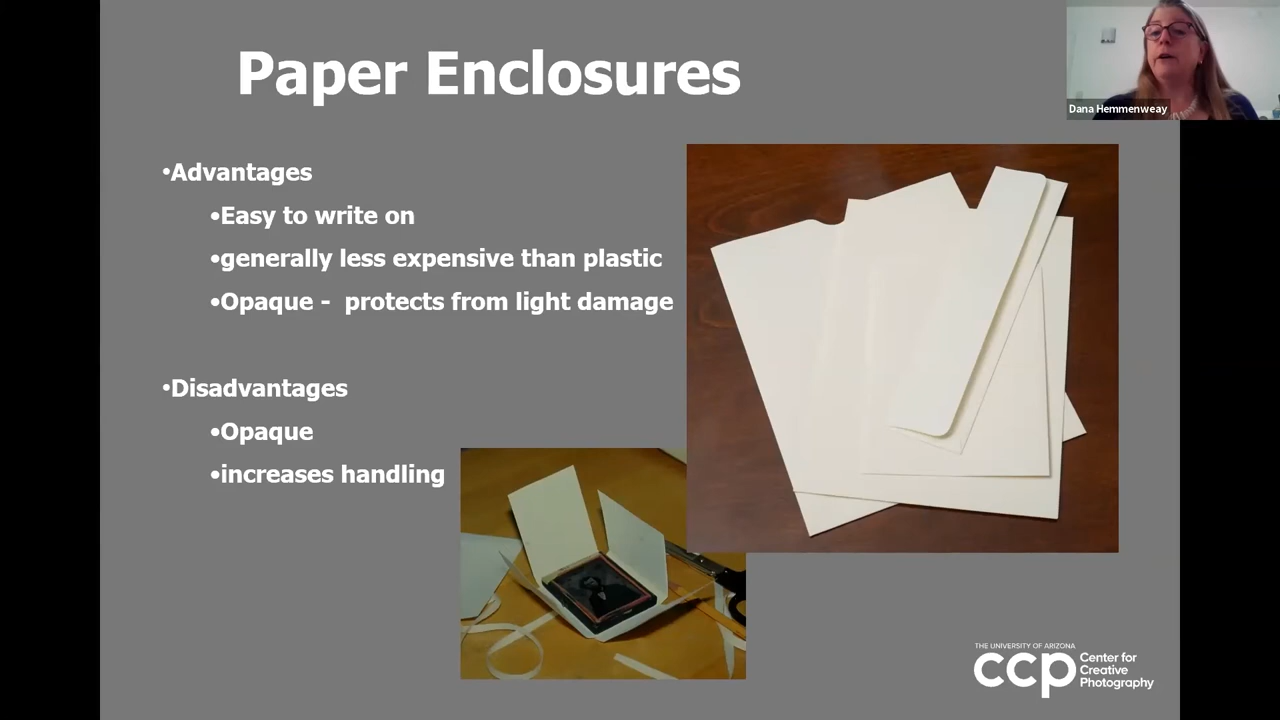 Paper Enclosures
Dana Hemmenweay
•Advantages
•Easy to write on
•generally less expensive than plastic
•Opaque -  protects from light damage
•Disadvantages
•Opaque
•increases handling
THE UNIVERSITY OF ARIZONA
ccp
Center for
Creative
Photography